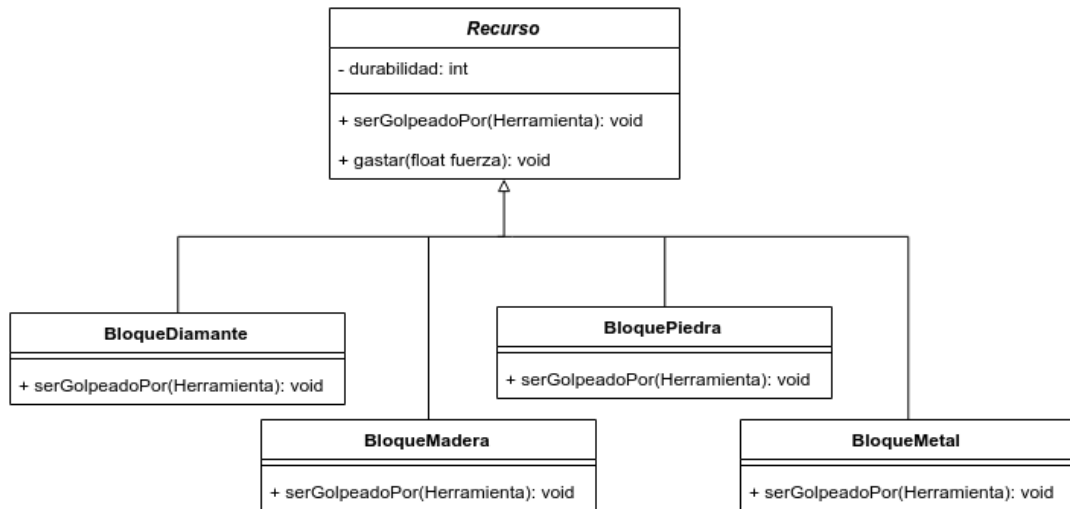 Recurso
- durabilidad: int
+ serGolpeadoPor(Herramienta): void
+ gastar(float fuerza): void
BloqueDiamante
+ serGolpeadoPor(Herramienta): void
BloquePiedra
+ serGolpeadoPor(Herramienta): void
BloqueMadera
+ serGolpeadoPor(Herramienta): void
BloqueMetal
+ serGolpeadoPor(Herramienta): void